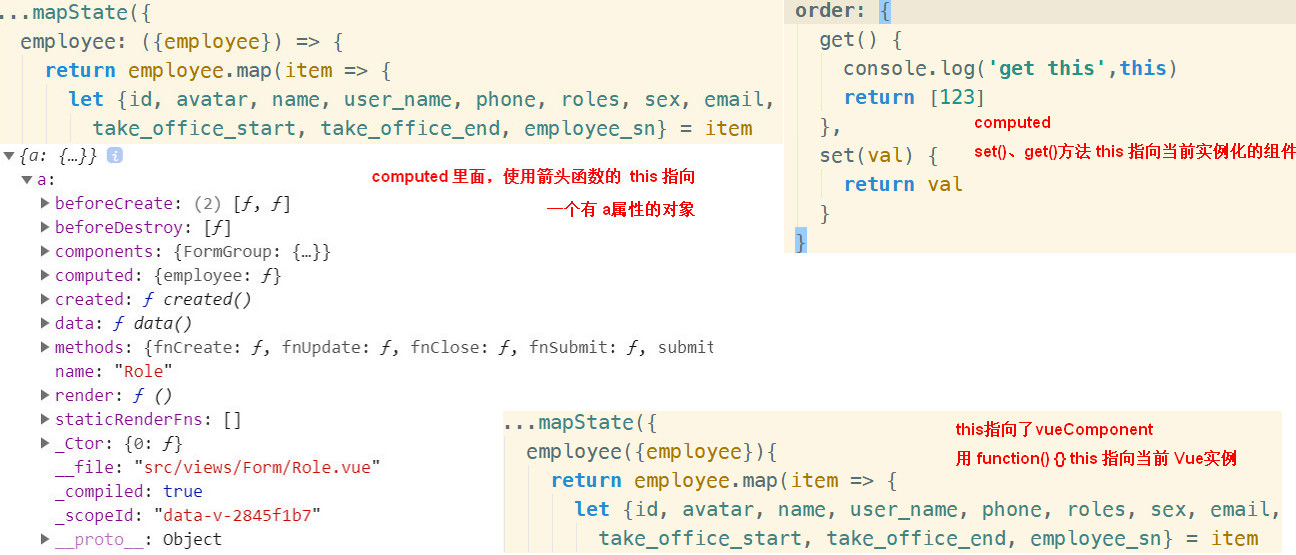 ...mapState({
employee: ({employee}) => {
return employee.map(item => {
let {id, avatar, name, user_name, phone, roles, sex, email,
take_office_start, take_office_end, employee_sn} = item
▼{a: {…}} i
▼a:
▶beforeCreate: (2) [ƒ, ƒ]
▶beforeDestroy: [ƒ]
▶components: {FormGroup: {…}}
▶computed: {employee: ƒ}
▶created: ƒ created()
▶data: ƒ data()
▶methods: {fnCreate: ƒ, fnUpdate: ƒ, fnClose: ƒ, fnSubmit: ƒ, submit
name: "Role"
▶render: ƒ ()
▶staticRenderFns: []
▶_Ctor: {0: ƒ}
__file: "src/views/Form/Role.vue"
_compiled: true
_scopeId: "data-v-2845f1b7"
▶__proto__: Object
computed 里面，使用箭头函数的 this 指向
一个有 a属性的对象
order: {
get() {
console.log('get this',this)
return [123]
},
set(val) {
return val
}
}
computed
set()、get()方法 this 指向当前实例化的组件
...mapState({
employee({employee}){
return employee.map(item => {
let {id, avatar, name, user_name, phone, roles, sex, email,
take_office_start, take_office_end, employee_sn} = item
this指向了vueComponent
用 function() {} this 指向当前 Vue实例